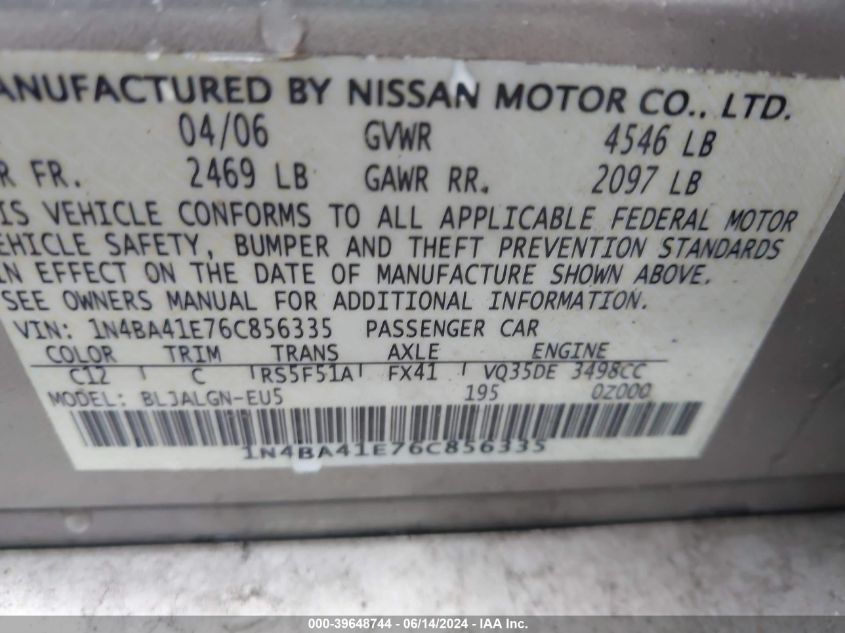 ANUFACTURED BY NISSAN MOTOR CO., LTD.
04/06 GVWR 4546 LB
R FR. 2469 LB GAWR RR. 2097 LB
IS VEHICLE CONFORMS TO ALL APPLICABLE FEDERAL MOTOR
EHICLE SAFETY, BUMPER AND THEFT PREVENTION STANDARDS
IN EFFECT ON THE DATE OF MANUFACTURE SHOWN ABOVE.
SEE OWNERS MANUAL FOR ADDITIONAL INFORMATION.
VIN: 1N4BA41E76C856335 PASSENGER CAR
COLOR TRIM TRANS AXLE ENGINE
C12 C RS5F51A FX41 VQ35DE 3498CC
MODEL: BLJALGN-EU5 195 0Z000
1N4BA41E76C856335
000-39648744 - 06/14/2024 - IAA Inc.